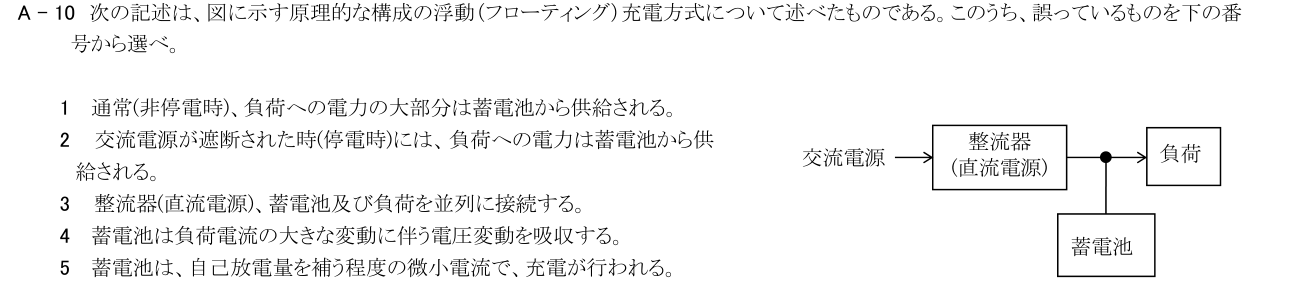 A－10 次の記述は、図に示す原理的な構成の浮動(フローティング)充電方式について述べたものである。このうち、誤っているものを下の番
号から選べ。
1 通常(非停電時)、負荷への電力の大部分は蓄電池から供給される。
2 交流電源が遮断された時(停電時)には、負荷への電力は蓄電池から供
給される。
3 整流器(直流電源)、蓄電池及び負荷を並列に接続する。
4 蓄電池は負荷電流の大きな変動に伴う電圧変動を吸収する。
5 蓄電池は、自己放電量を補う程度の微小電流で、充電が行われる。
交流電源
整流器
(直流電源)
負荷
蓄電池